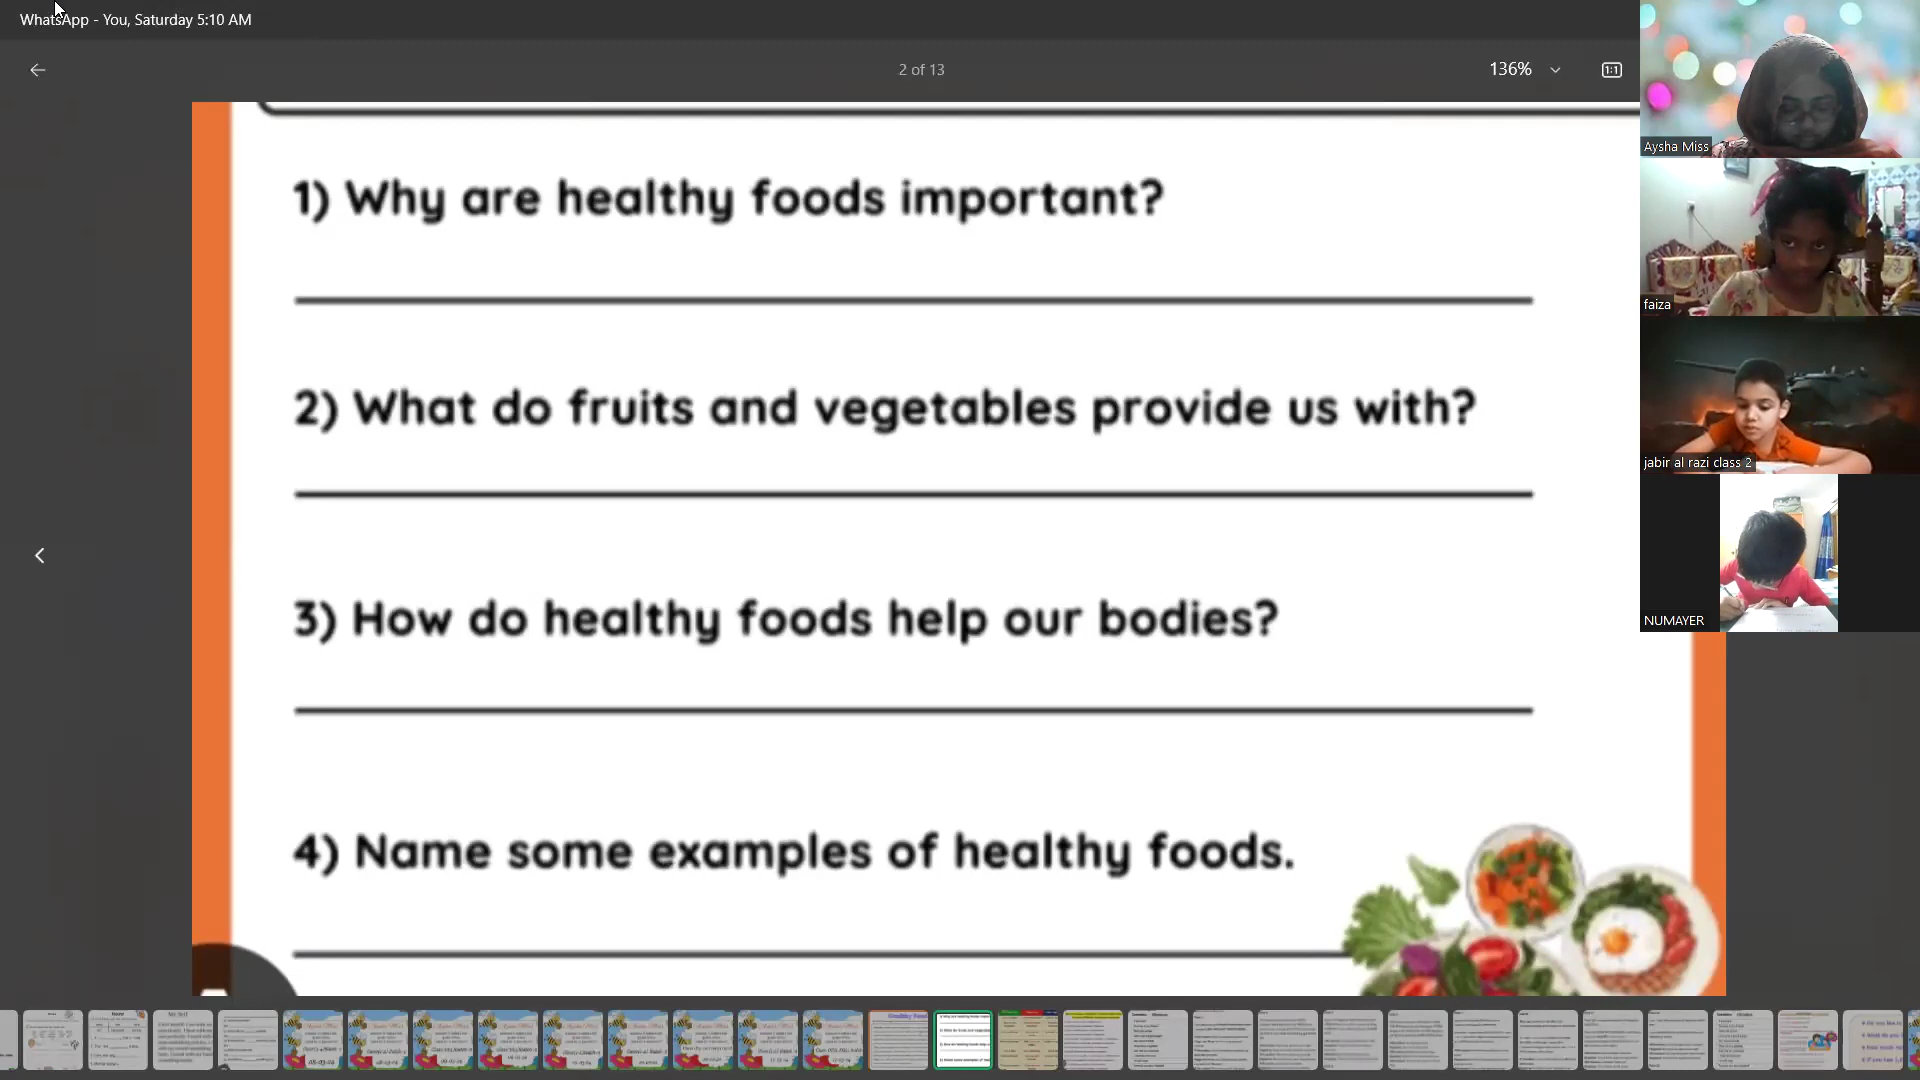 WhatsApp - You, Saturday 5:10 AM
2 of 13
136%
1:1
1) Why are healthy foods important?
2) What do fruits and vegetables provide us with?
3) How do healthy foods help our bodies?
4) Name some examples of healthy foods.
Aysha Miss
faiza
jabir al razi class 2
NUMAYER